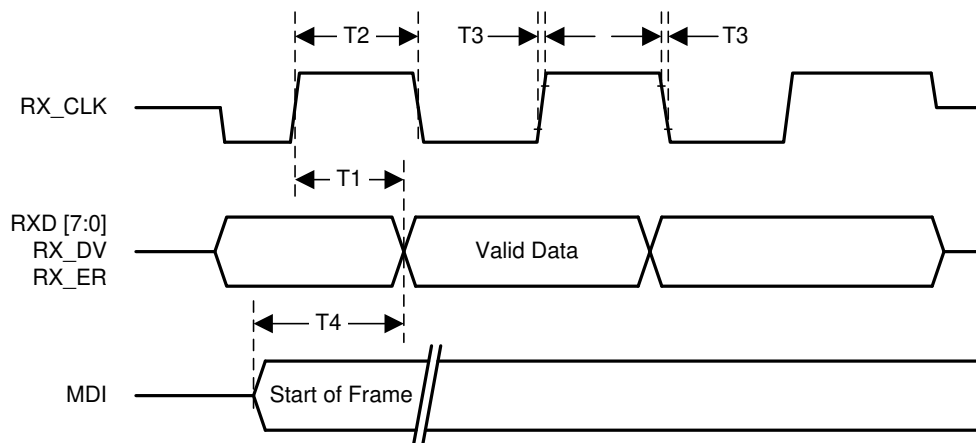 T2
T3
T3
RX_CLK
T1
RXD [7:0]
RX_DV
RX_ER
Valid Data
T4
MDI
Start of Frame